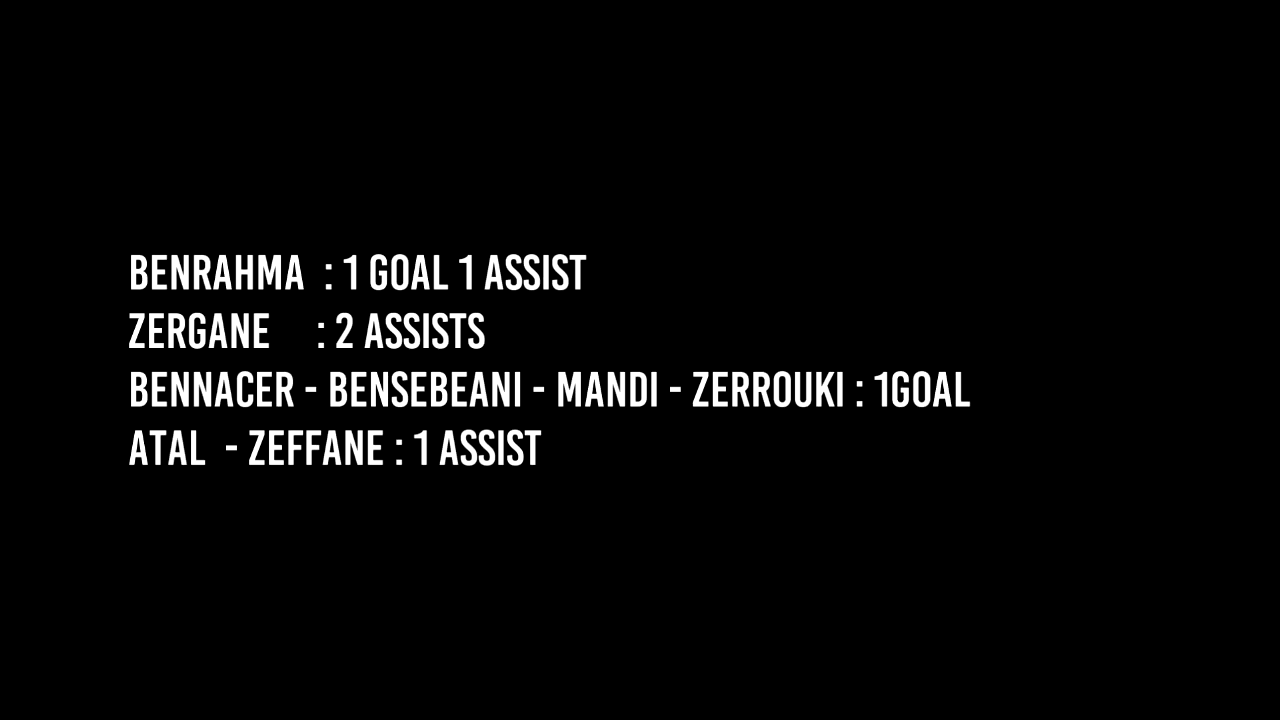 BENRAHMA : 1 GOAL 1 ASSIST
ZERGANE : 2 ASSISTS
BENNACER - BENSEBEANI - MANDI - ZERROUKI : 1GOAL
ATAL - ZEFFANE : 1 ASSIST